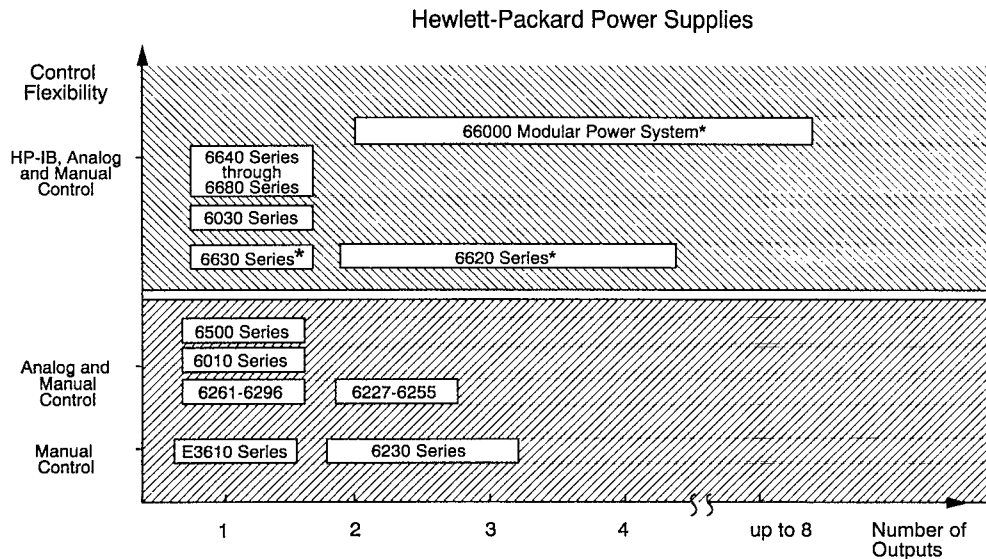 Hewlett-Packard Power Supplies
Control
Flexibility
66000 Modular Power System*
HP-IB, Analog
and Manual
Control
6640 Series
through
6680 Series
6030 Series
6630 Series*
6620 Series*
6500 Series
6010 Series
Analog and
Manual
Control
6261-6296
6227-6255
Manual
Control
E3610 Series
6230 Series
1
2
3
4
up to 8
Number of
Outputs